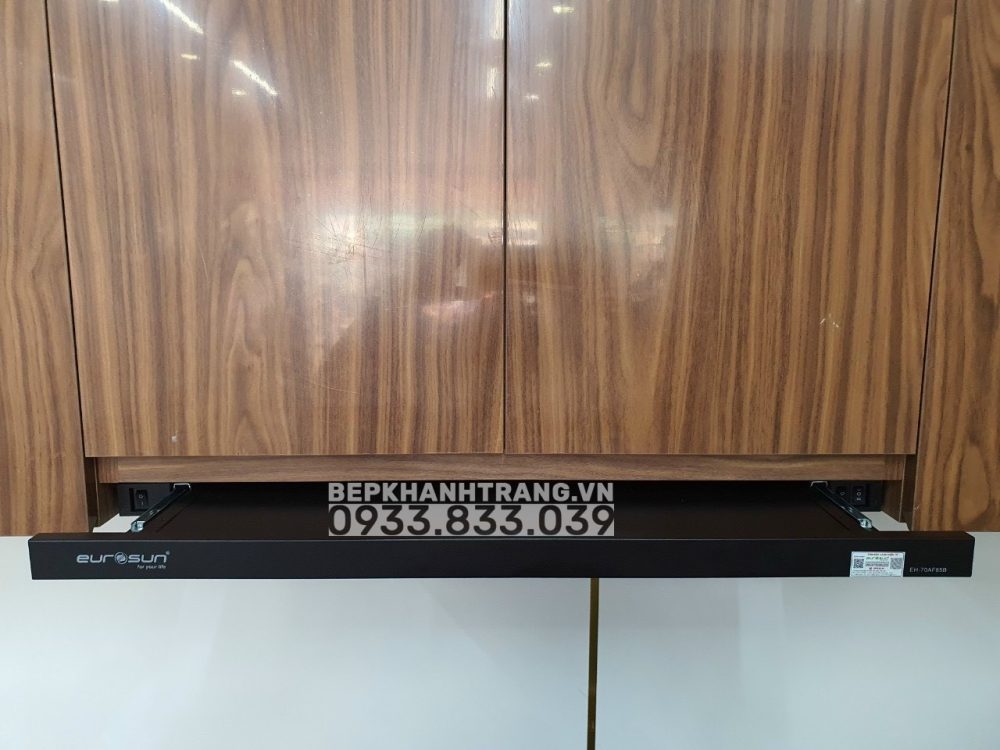 BEPKHANHTRANG.VN
0933.833.039
eurosun®
for your life
EH-70AF85B